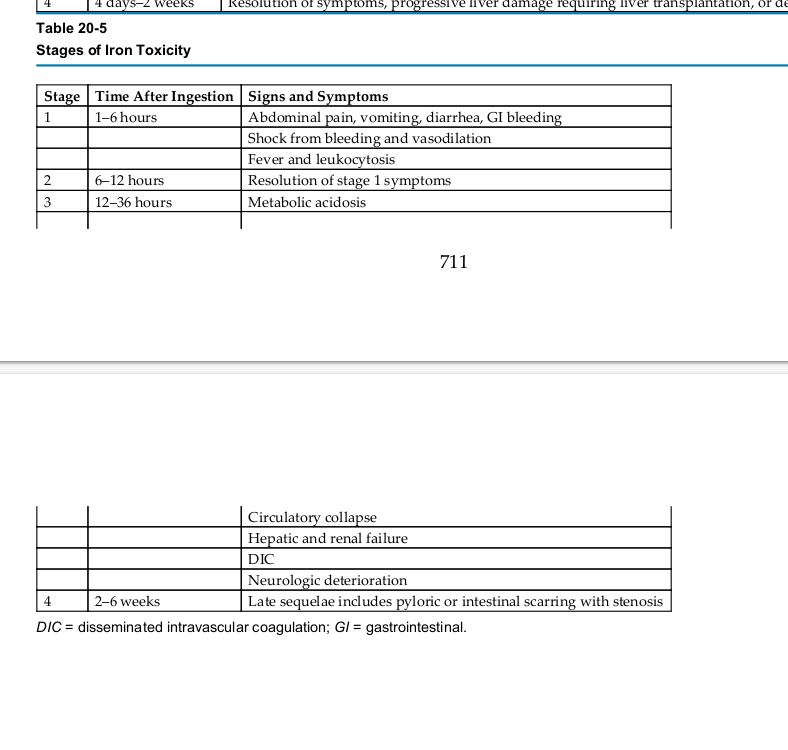 4 4 days–2 weeks Resolution of symptoms, progressive liver damage requiring liver transplantation, or
Table 20-5
Stages of Iron Toxicity
Stage Time After Ingestion Signs and Symptoms
1 1–6 hours Abdominal pain, vomiting, diarrhea, GI bleeding
Shock from bleeding and vasodilation
Fever and leukocytosis
2 6–12 hours Resolution of stage 1 symptoms
3 12–36 hours Metabolic acidosis
711
Circulatory collapse
Hepatic and renal failure
DIC
Neurologic deterioration
4 2–6 weeks Late sequelae includes pyloric or intestinal scarring with stenosis
DIC = disseminated intravascular coagulation; GI = gastrointestinal.